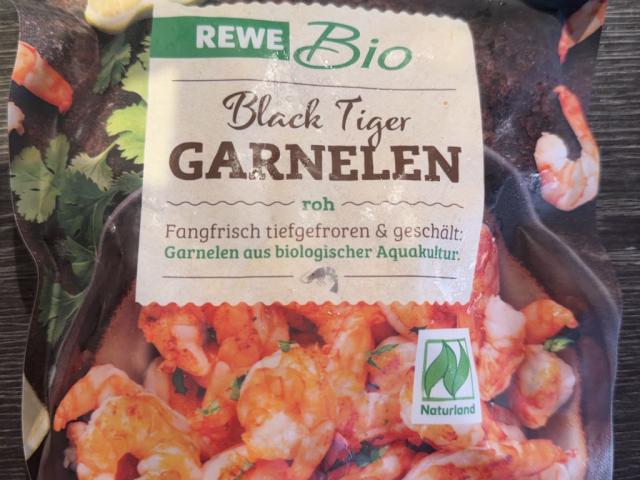 REWE Bio
Black Tiger
GARNELEN
roh
Fangfrisch tiefgefroren & geschält:
Garnelen aus biologischer Aquakultur.
Naturland